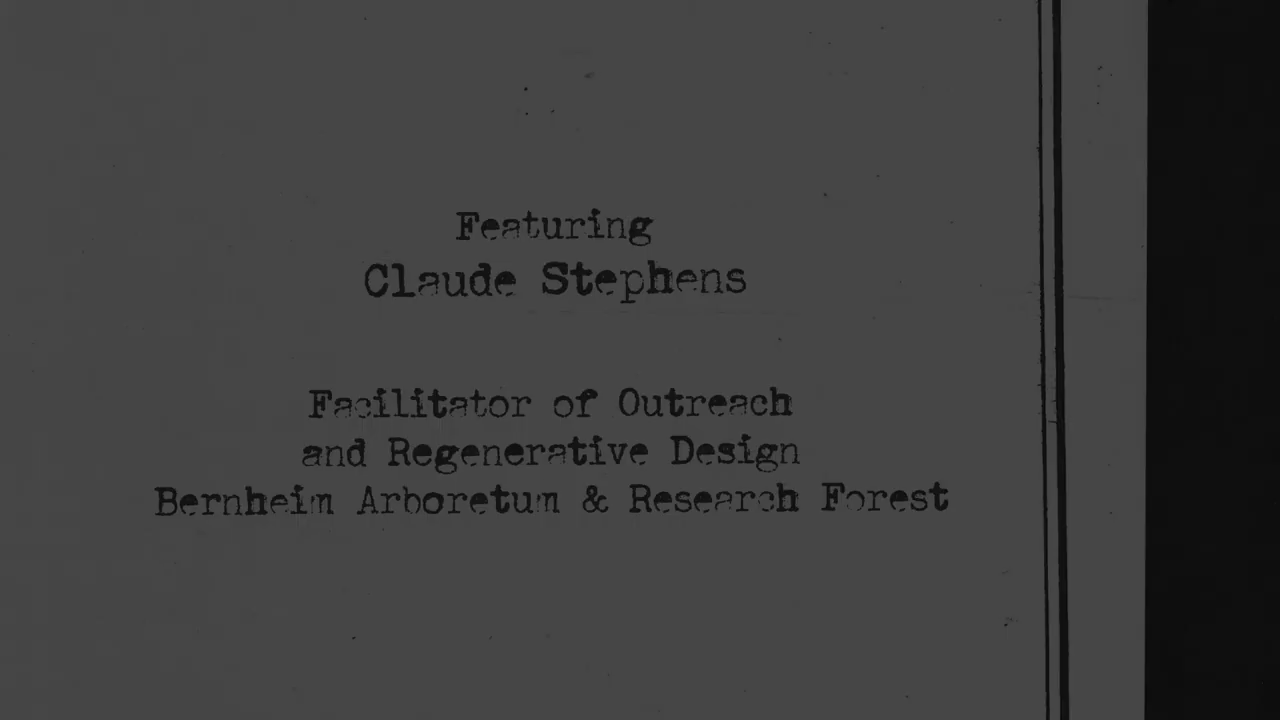 Featuring
Claude Stephens
Facilitator of Outreach
and Regenerative Design
Bernheim Arboretum & Research Forest